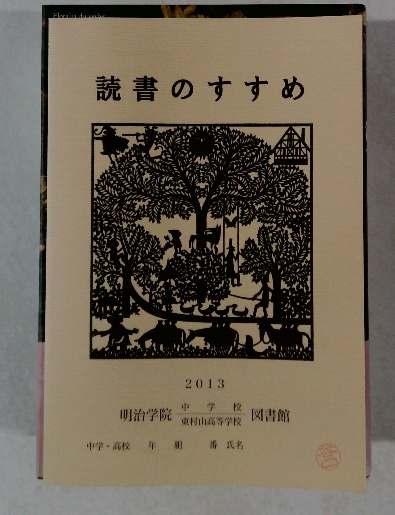 読書のすすめ
2013
明治学院 中学校 東村山高等学校 図書館
中学・高校 年 組 番 氏名